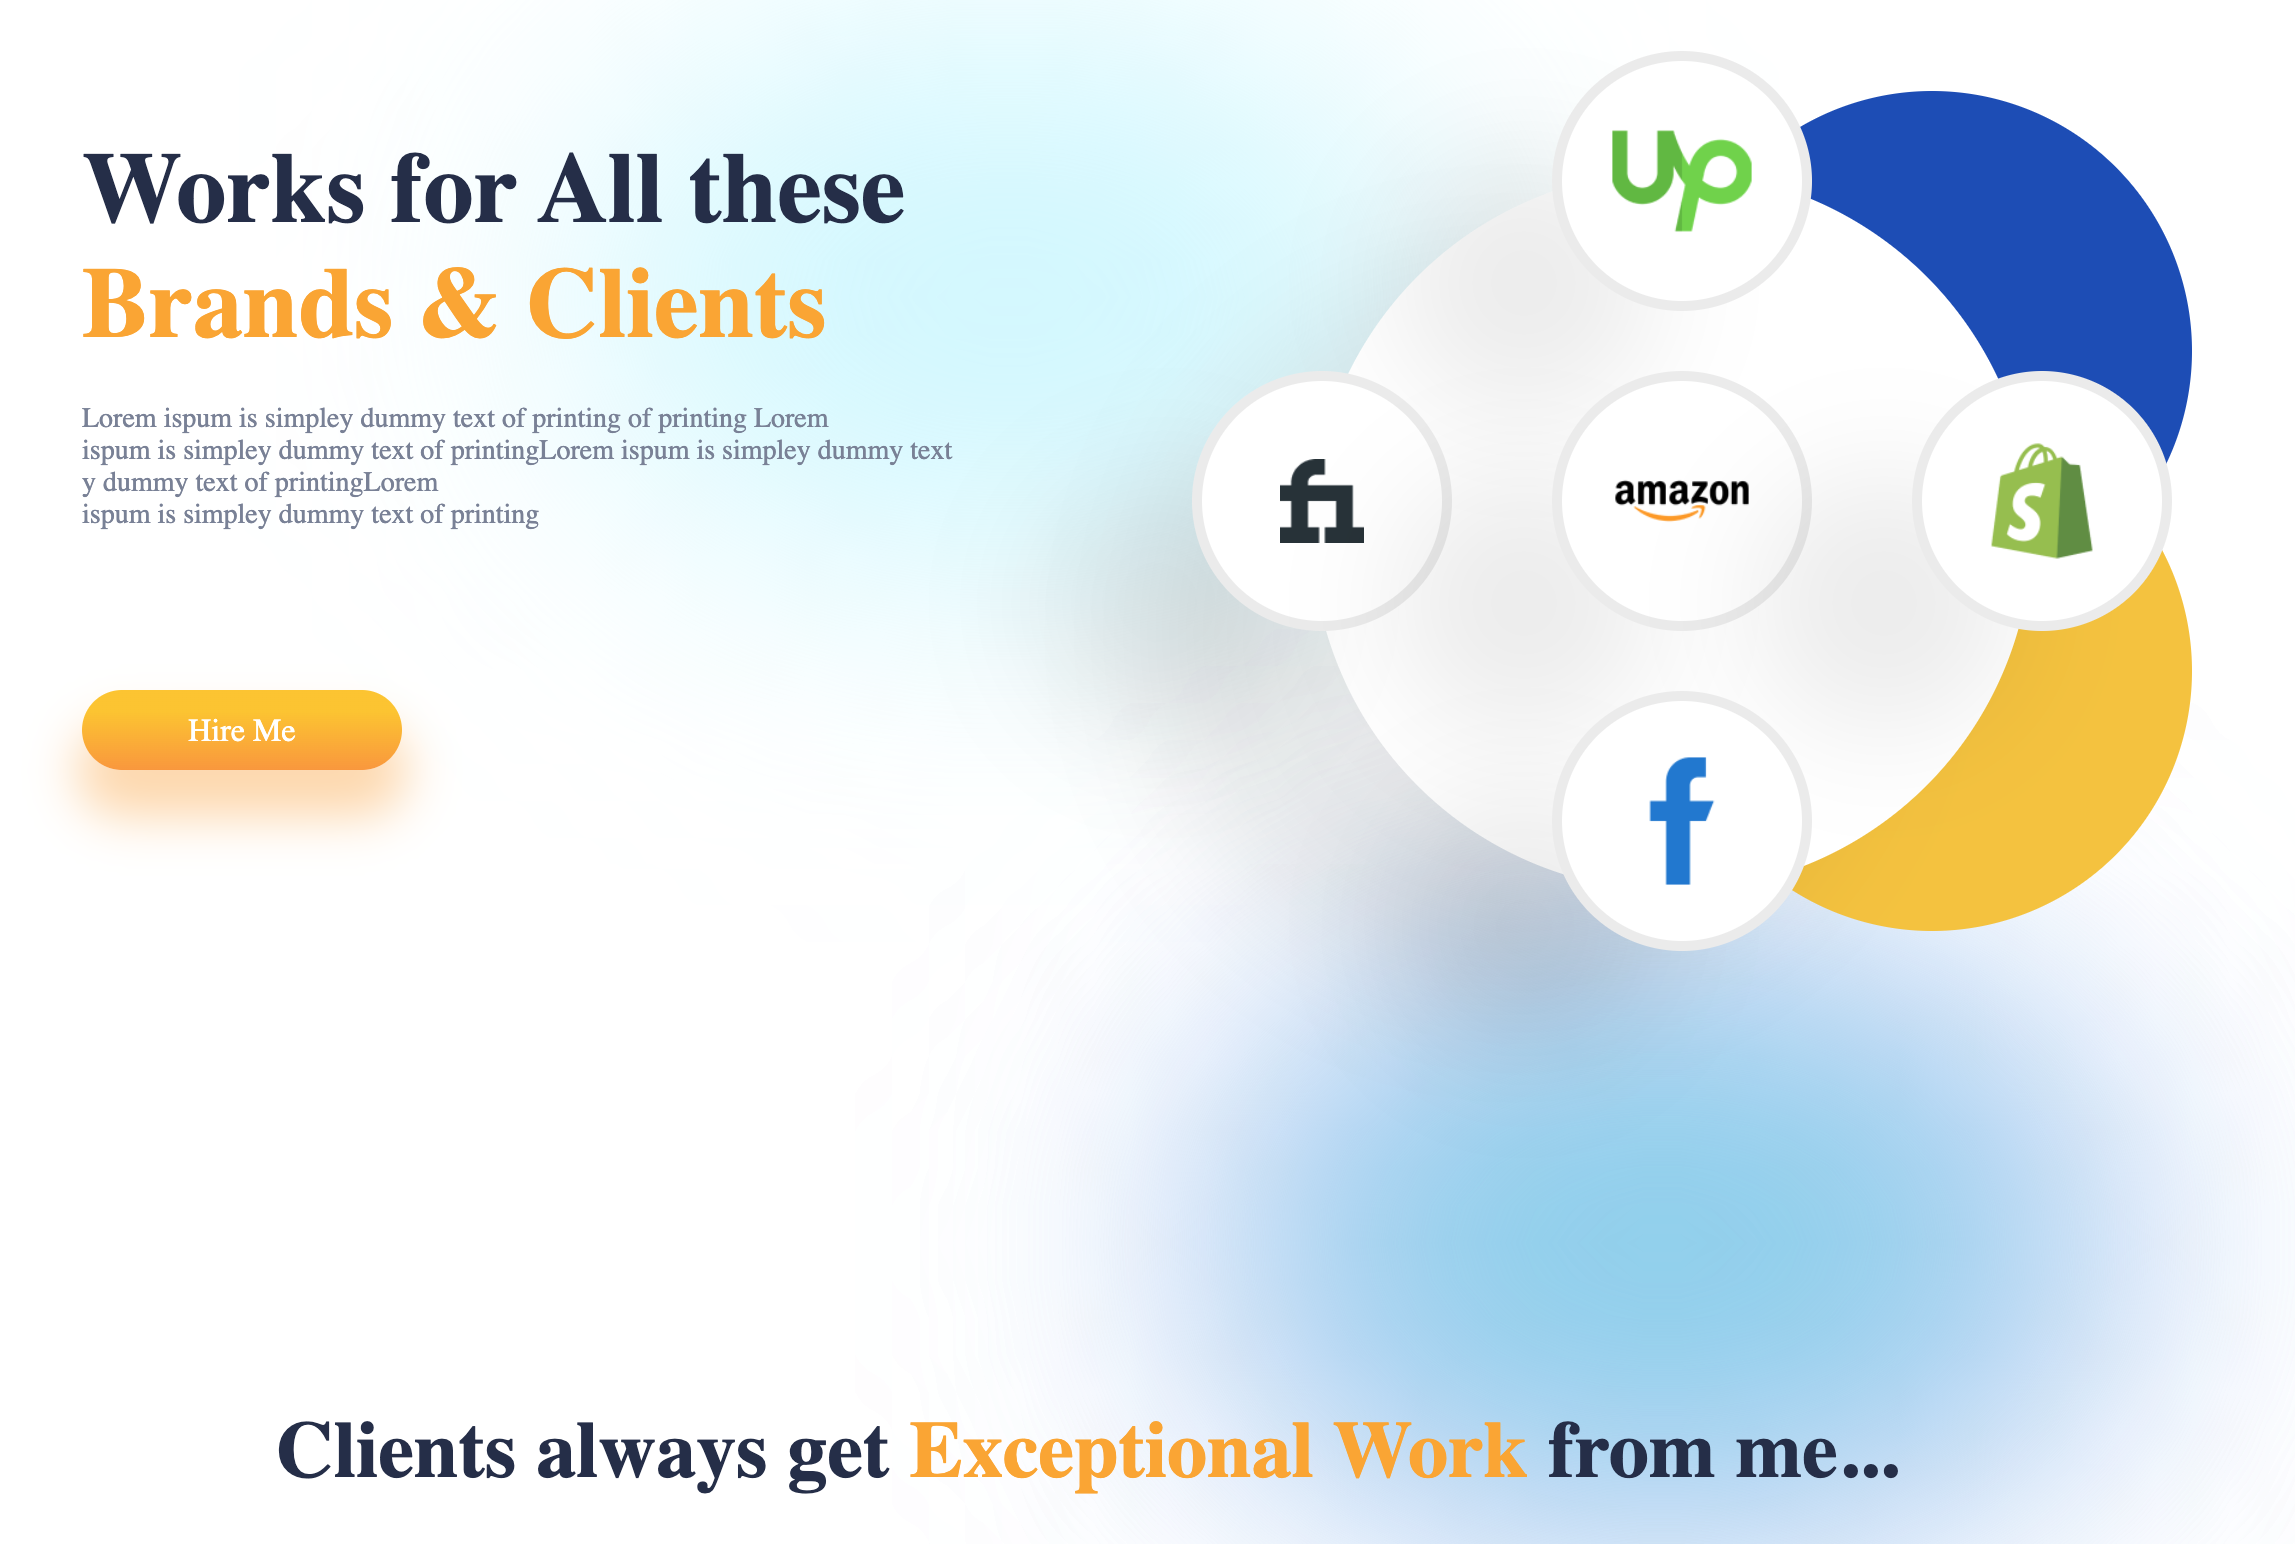 Works for All these
Brands & Clients
Lorem ispum is simpley dummy text of printing of printing Lorem
ispum is simpley dummy text of printingLorem ispum is simpley dummy text
y dummy text of printingLorem
ispum is simpley dummy text of printing
Hire Me
up
fi
amazon
S
f
Clients always get Exceptional Work from me...